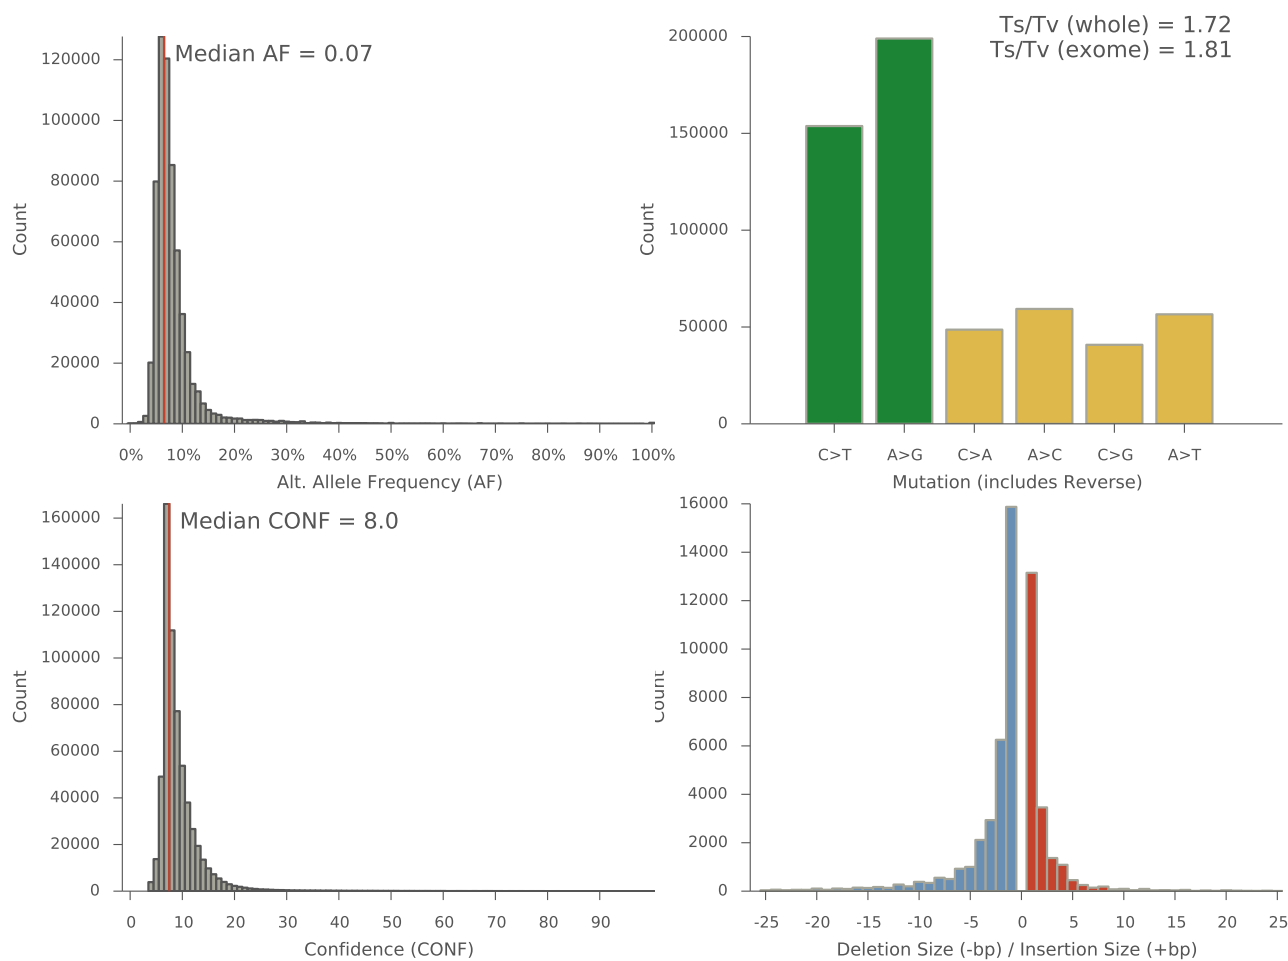 Median AF = 0.07
120000
100000
80000
60000
40000
20000
0
Count
0% 10% 20% 30% 40% 50% 60% 70% 80% 90% 100%
Alt. Allele Frequency (AF)
Ts/Tv (whole) = 1.72
Ts/Tv (exome) = 1.81
200000
150000
100000
50000
0
Count
C>T A>G C>A A>C C>G A>T
Mutation (includes Reverse)
Median CONF = 8.0
160000
140000
120000
100000
80000
60000
40000
20000
0
Count
0 10 20 30 40 50 60 70 80 90
Confidence (CONF)
16000
14000
12000
10000
8000
6000
4000
2000
0
Count
-25 -20 -15 -10 -5 0 5 10 15 20 25
Deletion Size (-bp) / Insertion Size (+bp)